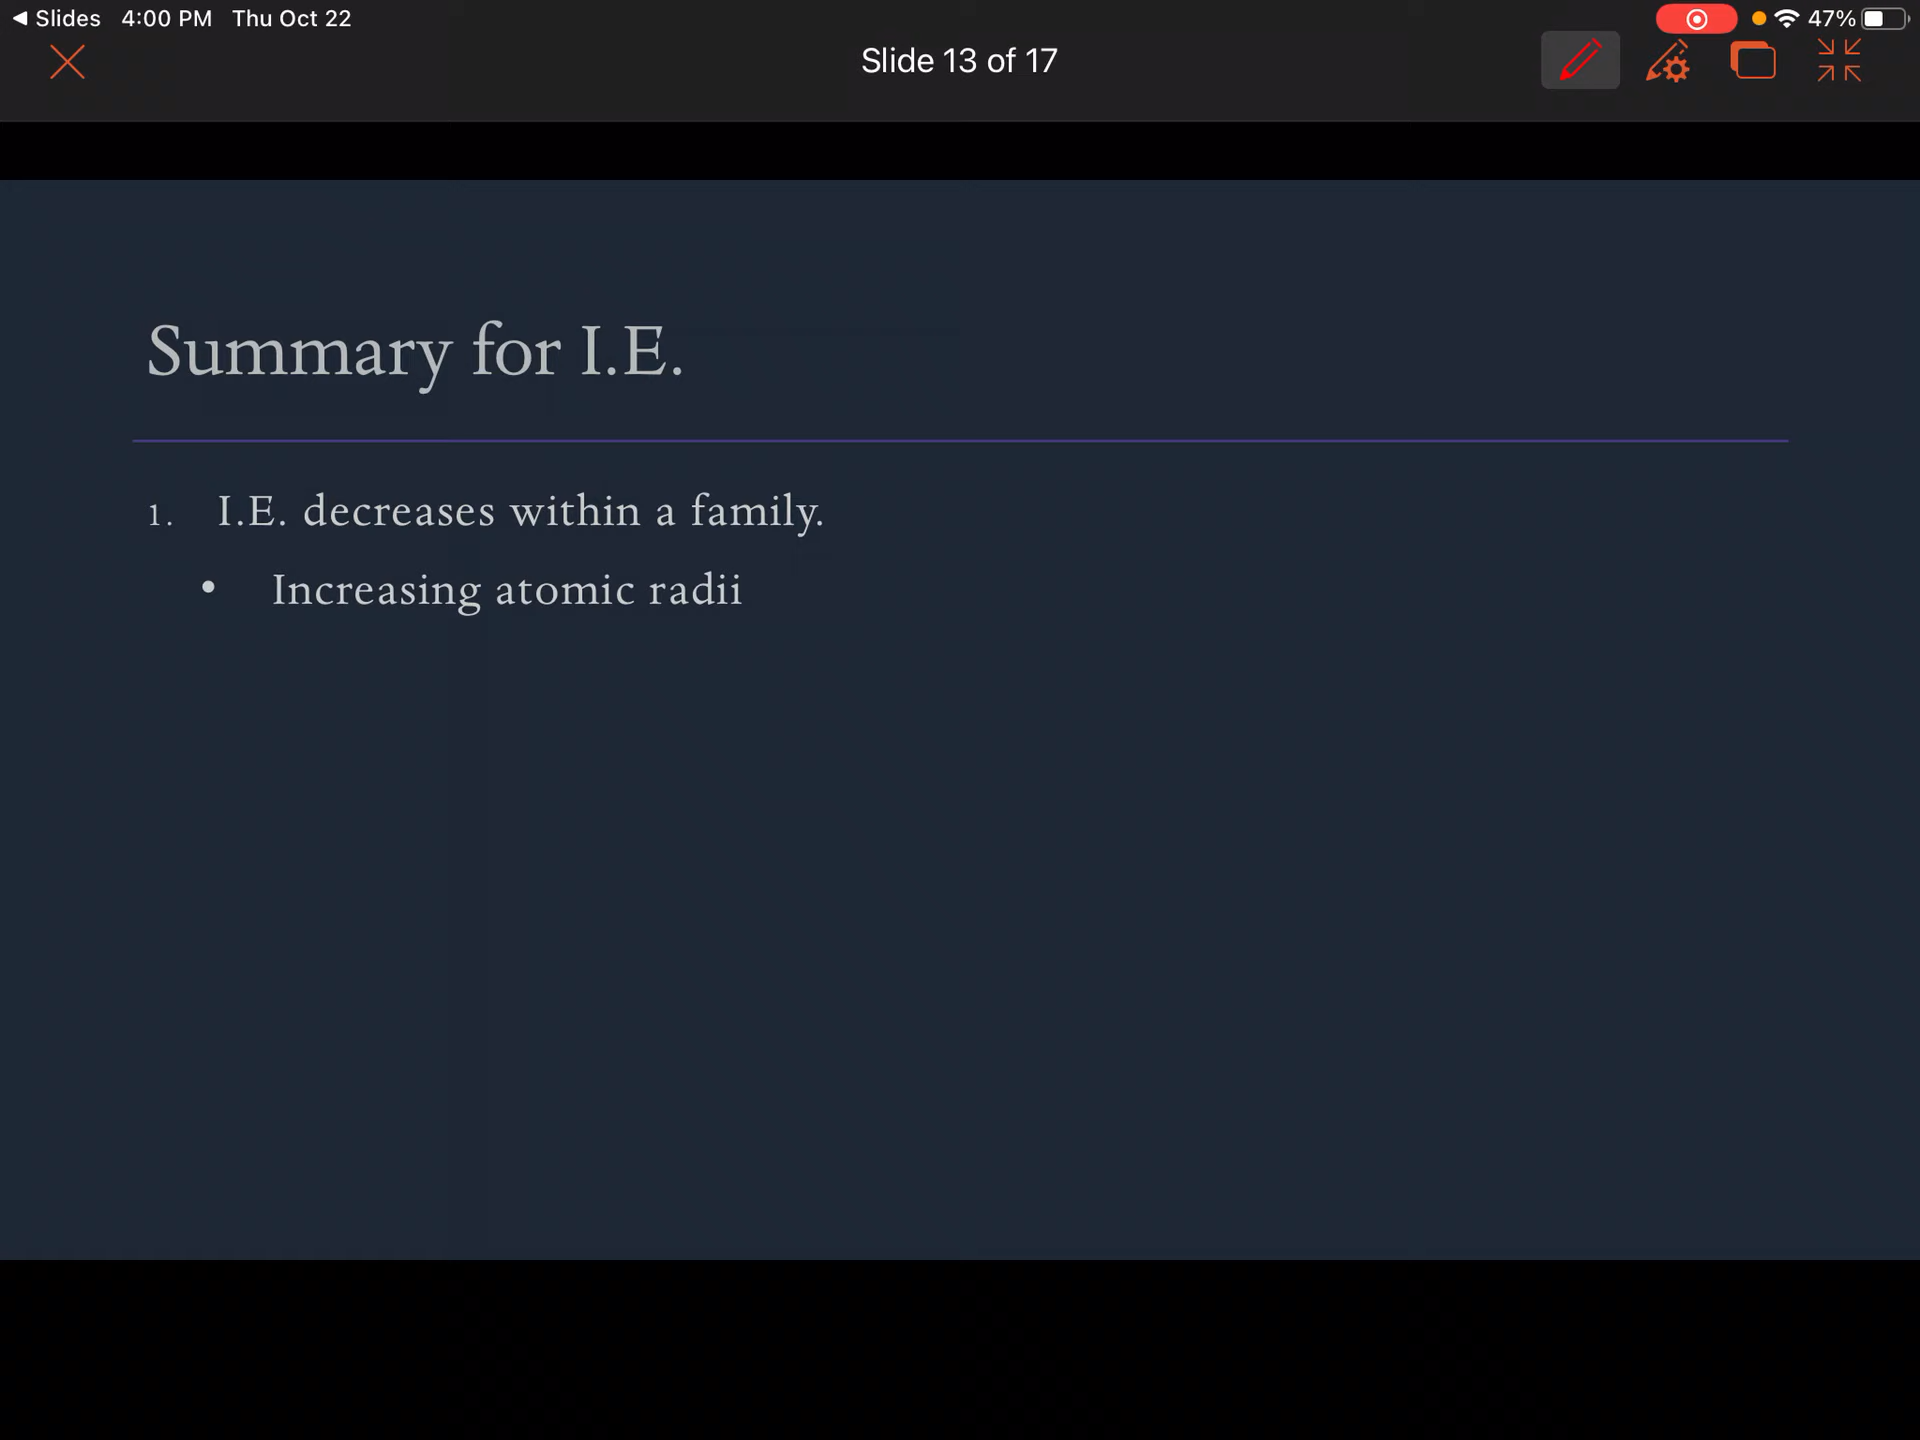 Slides 4:00 PM Thu Oct 22 47%
Slide 13 of 17
Summary for I.E.
1. I.E. decreases within a family.
• Increasing atomic radii